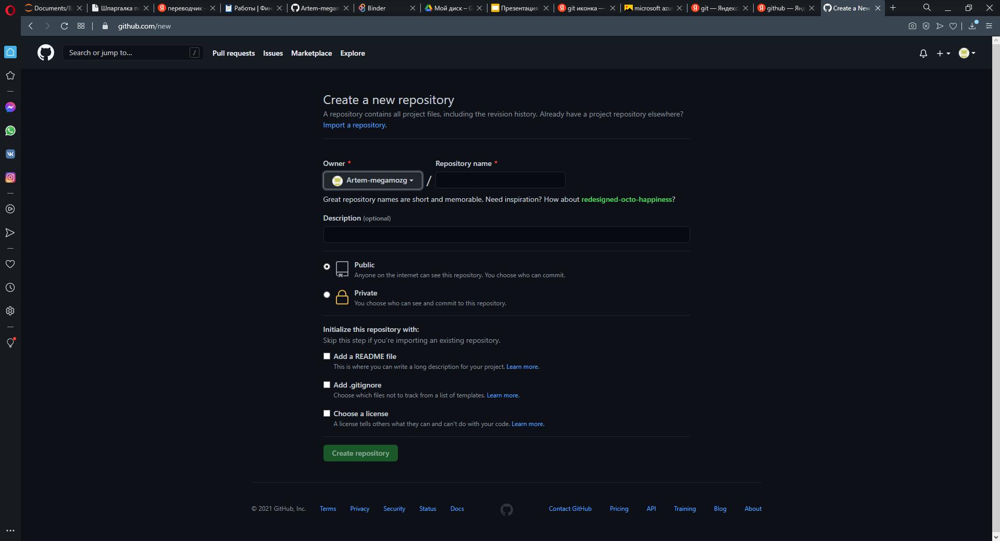 Documents/B
Шпаргалка п
переводчик -
Работы | Фин
Artem-megam
Binder
Мой диск – G
Презентация
git иконка —
microsoft azu
git — Яндекс
github — Янд
Create a New
github.com/new
Search or jump to...
/
Pull requests
Issues
Marketplace
Explore
Create a new repository
A repository contains all project files, including the revision history. Already have a project repository elsewhere?
Import a repository.
Owner *
Repository name *
Artem-megamozg
/
Great repository names are short and memorable. Need inspiration? How about redesigned-octo-happiness?
Description (optional)
Public
Anyone on the internet can see this repository. You choose who can commit.
Private
You choose who can see and commit to this repository.
Initialize this repository with:
Skip this step if you’re importing an existing repository.
Add a README file
This is where you can write a long description for your project. Learn more.
Add .gitignore
Choose which files not to track from a list of templates. Learn more.
Choose a license
A license tells others what they can and can't do with your code. Learn more.
Create repository
© 2021 GitHub, Inc.
Terms
Privacy
Security
Status
Docs
Contact GitHub
Pricing
API
Training
Blog
About